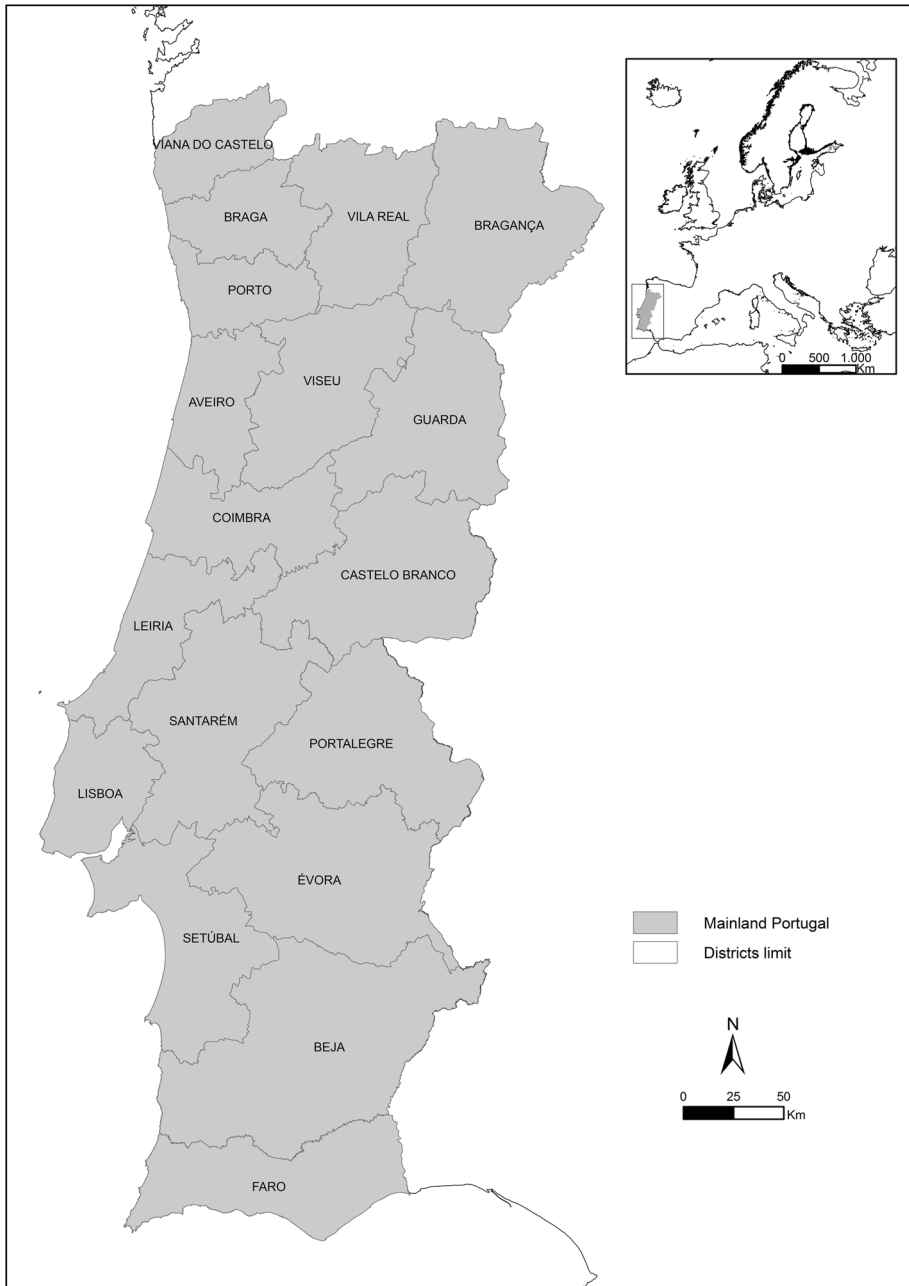 VIANA DO CASTELO
BRAGA
VILA REAL
BRAGANÇA
PORTO
AVEIRO
VISEU
GUARDA
COIMBRA
CASTELO BRANCO
LEIRIA
SANTARÉM
PORTALEGRE
LISBOA
ÉVORA
SETÚBAL
BEJA
FARO
0 500 1.000
Km
Mainland Portugal
Districts limit
N
0 25 50
Km